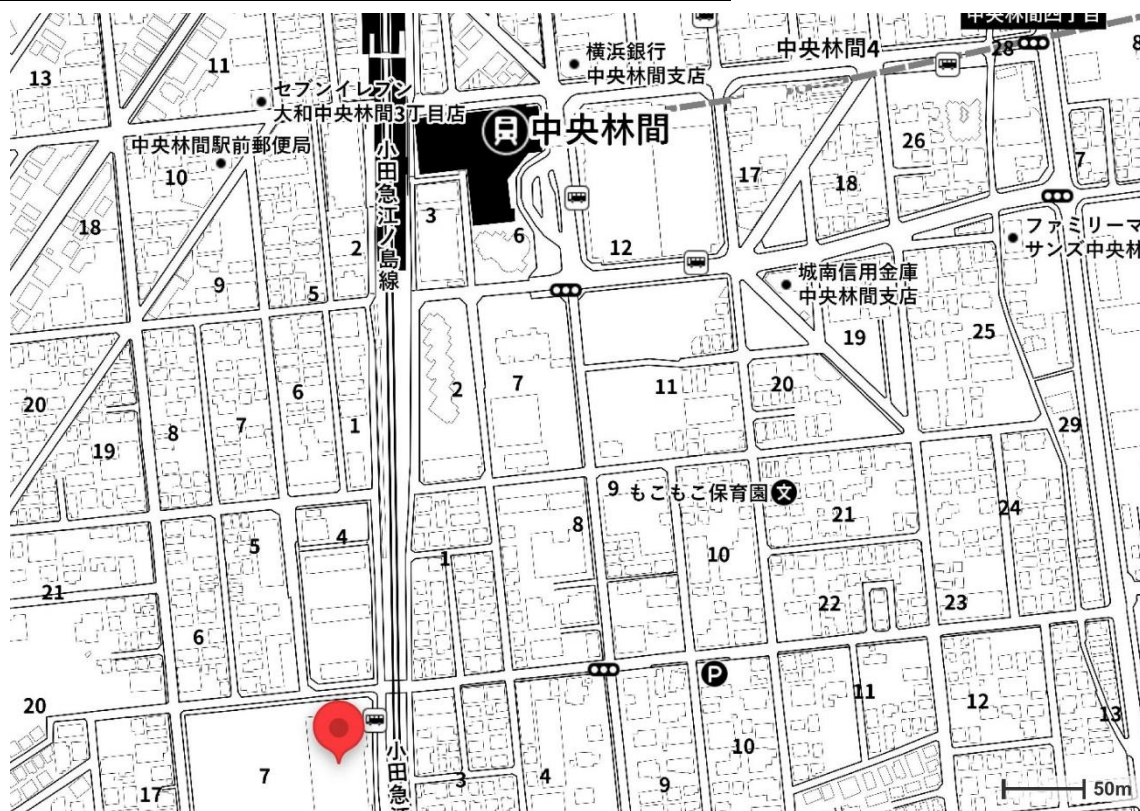 中央林間四丁目
28
8
13
11
セブンイレブン
大和中央林間3丁目店
横浜銀行
中央林間支店
中央林間4
中央林間
中央林間駅前郵便局
10
小田急江ノ島線
17
18
26
7
18
3
6
12
2
9
5
ファミリーマ
サンズ中央林
城南信用金庫
中央林間支店
19
25
20
8
7
6
1
2
7
11
20
19
29
9
もこもこ保育園
文
21
24
5
4
1
8
10
21
6
22
23
20
P
11
12
13
7
17
小田急江
3
4
9
10
50m